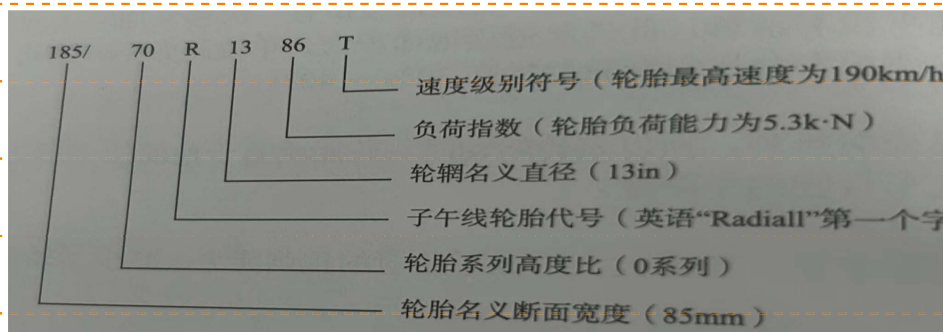 185/ 70 R 13 86 T
速度级别符号（轮胎最高速度为190km/h
负荷指数（轮胎负荷能力为5.3k·N）
轮辋名义直径（13in）
子午线轮胎代号（英语“Radiall”第一个字
轮胎系列高度比（0系列）
轮胎名义断面宽度（85mm）